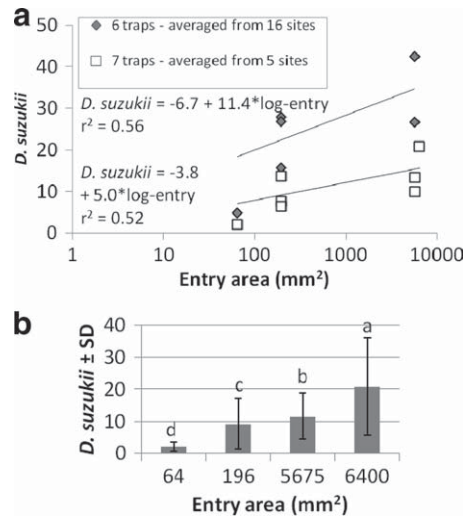 a
◆ 6 traps - averaged from 16 sites
□ 7 traps - averaged from 5 sites
50
40
30
20
10
0
D. suzukii
D. suzukii = -6.7 + 11.4*log-entry
r² = 0.56
D. suzukii = -3.8
+ 5.0*log-entry
r² = 0.52
1 10 100 1000 10000
Entry area (mm²)
b
40
30
20
10
0
D. suzukii ± SD
d c b a
64 196 5675 6400
Entry area (mm²)